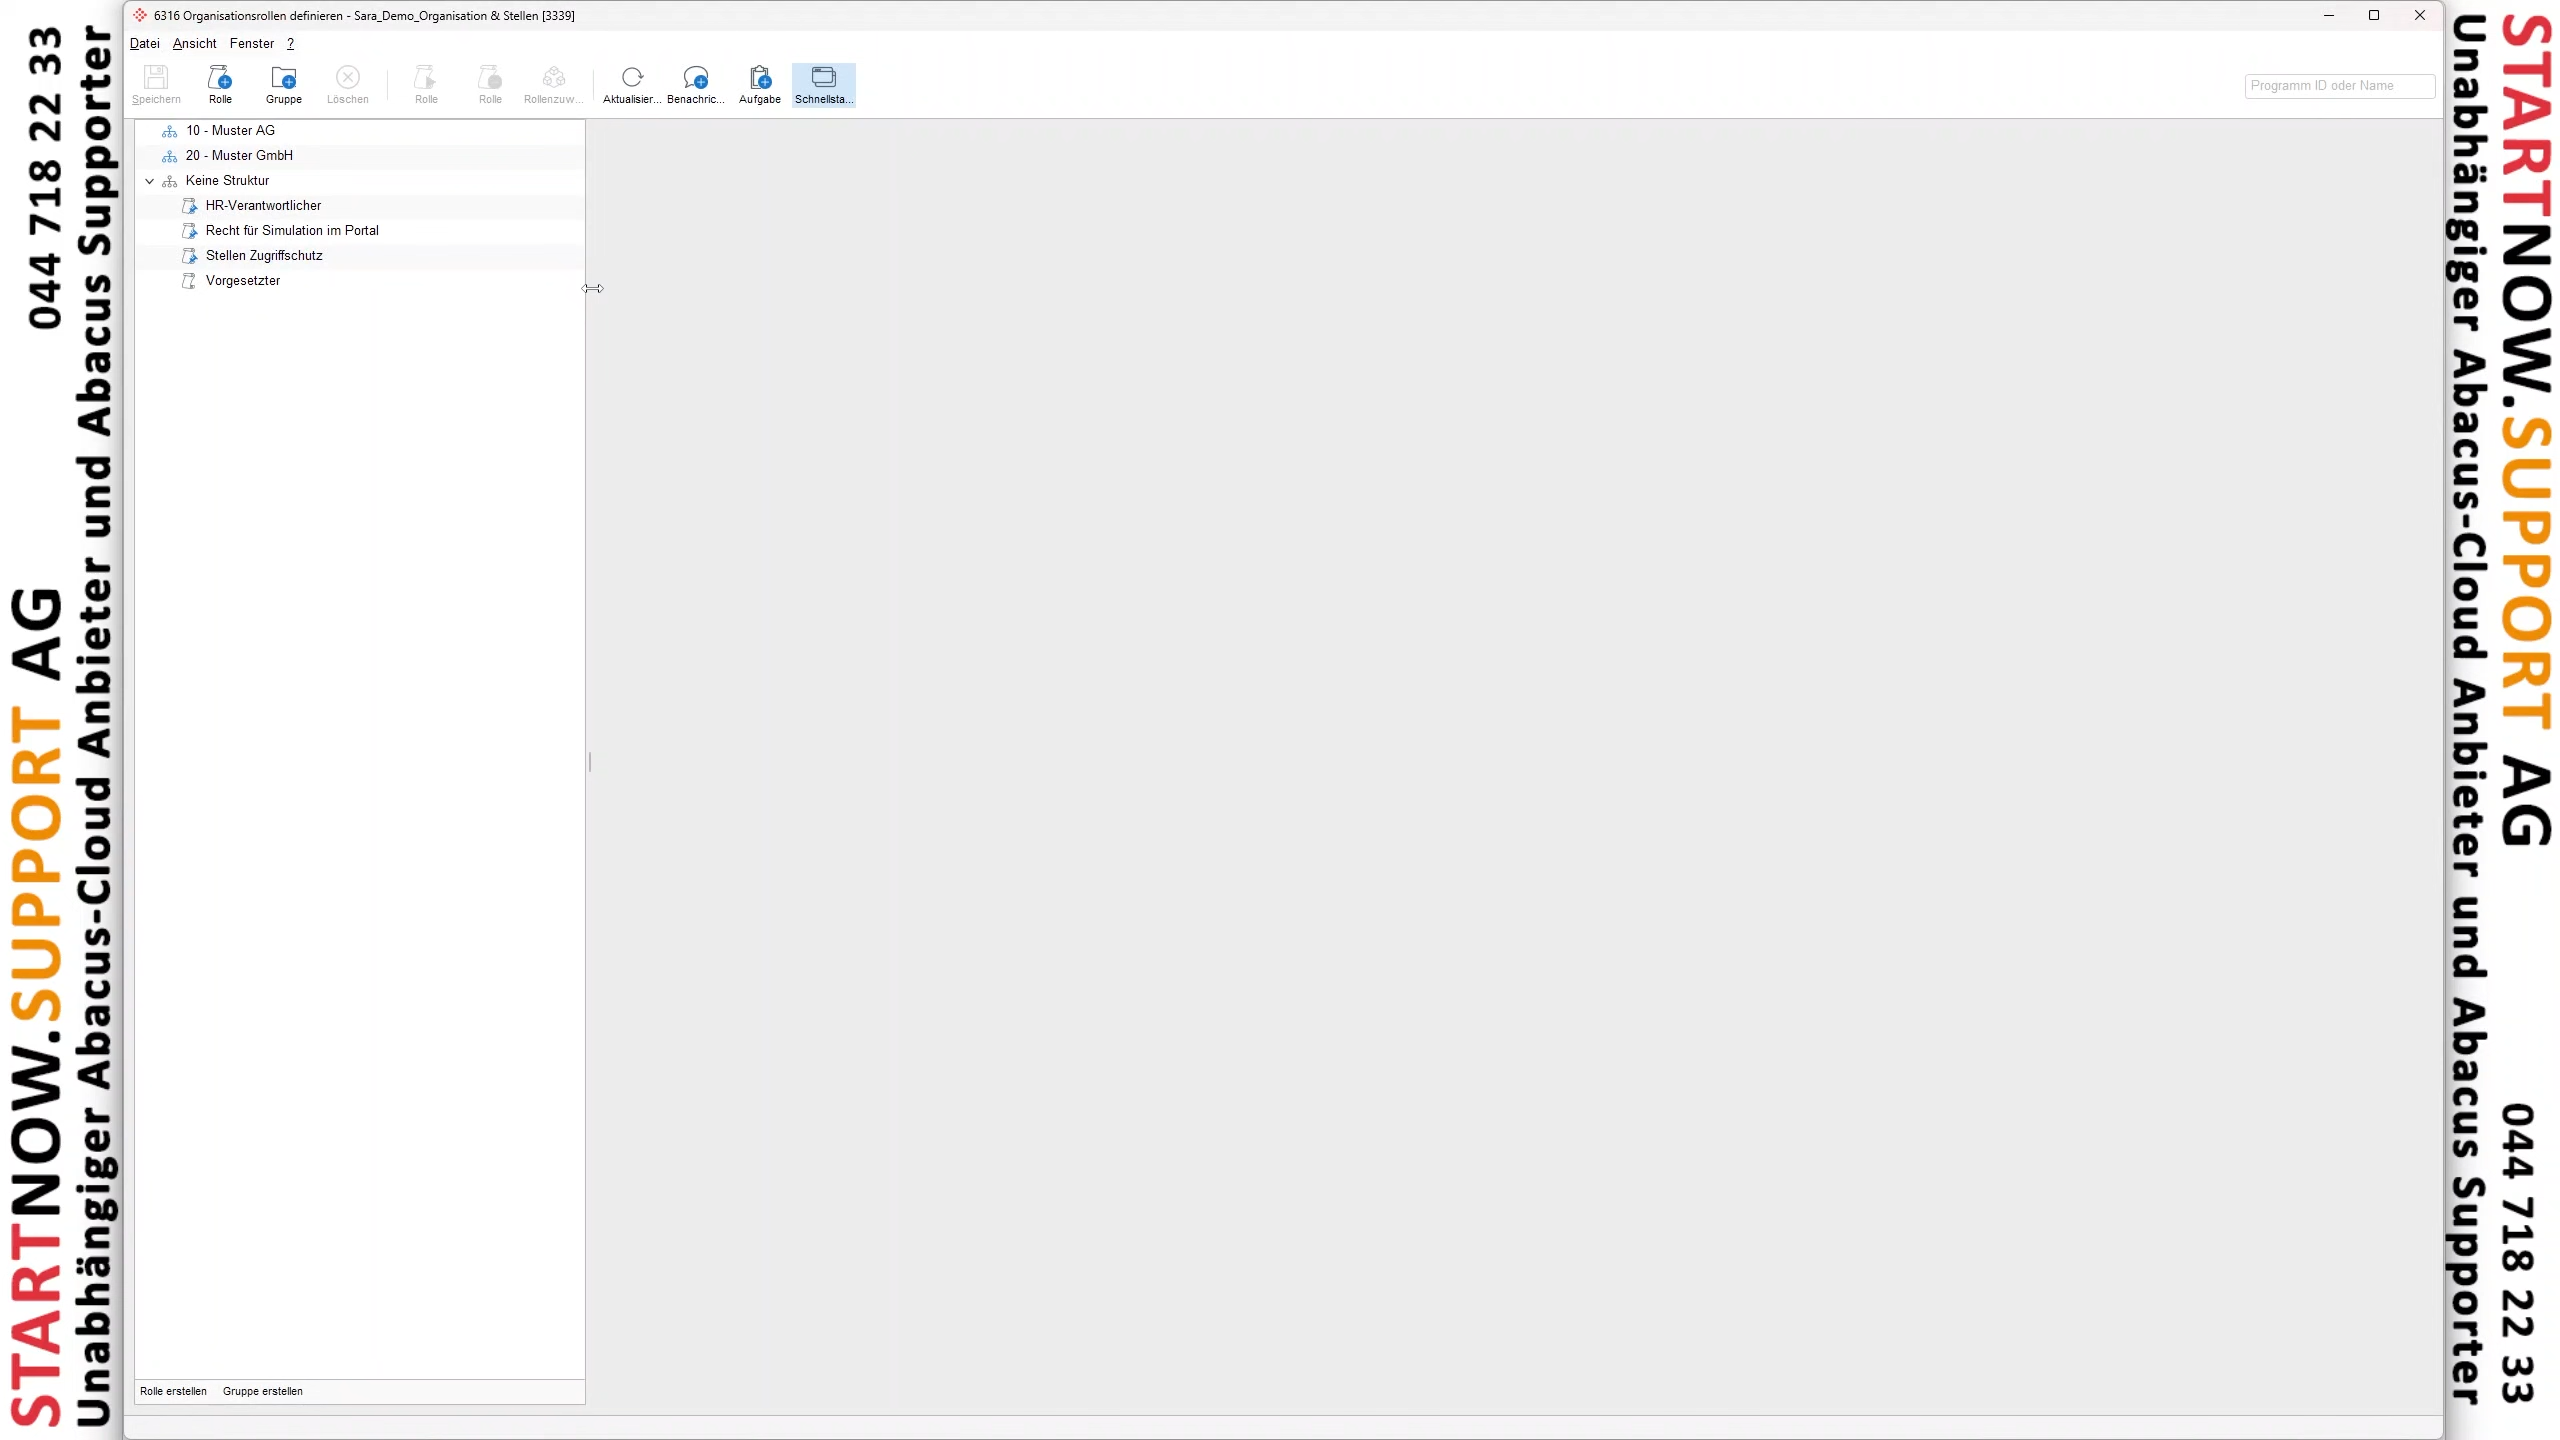 6316 Organisationsrollen definieren - Sara_Demo_Organisation & Stellen [3339]
Datei Ansicht Fenster ?
Speichern Rolle Gruppe Löschen Rolle Rolle Rollenzuw... Aktualisier... Benachric... Aufgabe Schnellsta... Programm ID oder Name
10 - Muster AG
20 - Muster GmbH
Keine Struktur
HR-Verantwortlicher
Recht für Simulation im Portal
Stellen Zugriffschutz
Vorgesetzter
Rolle erstellen Gruppe erstellen
STARTNOW.SUPPORT AG
044 718 22 33
Unabhängiger Abacus-Cloud Anbieter und Abacus Supporter
STARTNOW.SUPPORT AG
044 718 22 33
Unabhängiger Abacus-Cloud Anbieter und Abacus Supporter